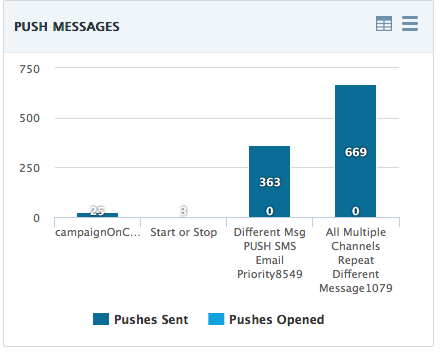 PUSH MESSAGES
750
500
250
0
25
3
363
0
669
0
campaignOnC...
Start or Stop
Different Msg
PUSH SMS
Email
Priority8549
All Multiple
Channels
Repeat
Different
Message1079
Pushes Sent
Pushes Opened